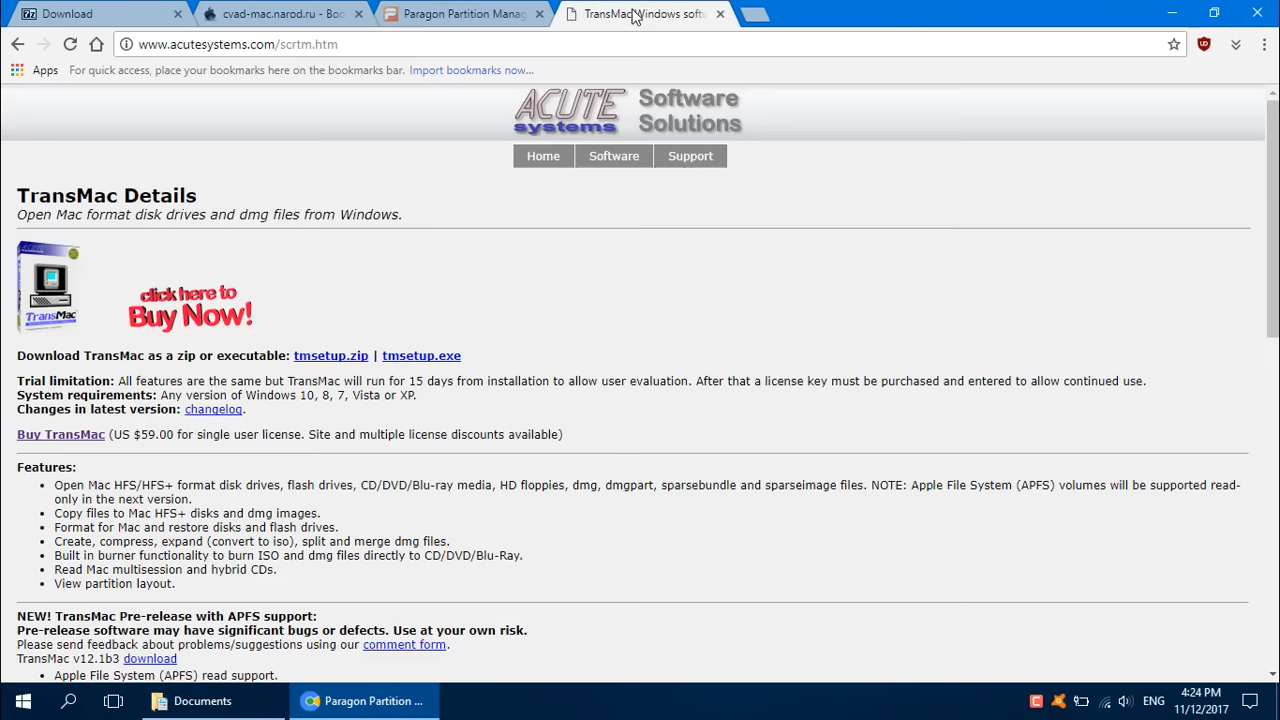 Download
cvad-mac.narod.ru - Boo
Paragon Partition Manag
TransMac Windows softw
www.acutesystems.com/scrtm.htm
Apps
For quick access, place your bookmarks here on the bookmarks bar. Import bookmarks now...
ACUTE systems
Software Solutions
Home
Software
Support
TransMac Details
Open Mac format disk drives and dmg files from Windows.
TransMac
click here to
Buy Now!
Download TransMac as a zip or executable: tmsetup.zip | tmsetup.exe
Trial limitation: All features are the same but TransMac will run for 15 days from installation to allow user evaluation. After that a license key must be purchased and entered to allow continued use.
System requirements: Any version of Windows 10, 8, 7, Vista or XP.
Changes in latest version: changelog.
Buy TransMac (US $59.00 for single user license. Site and multiple license discounts available)
Features:
• Open Mac HFS/HFS+ format disk drives, flash drives, CD/DVD/Blu-ray media, HD floppies, dmg, dmgpart, sparsebundle and sparseimage files. NOTE: Apple File System (APFS) volumes will be supported read-
only in the next version.
• Copy files to Mac HFS+ disks and dmg images.
• Format for Mac and restore disks and flash drives.
• Create, compress, expand (convert to iso), split and merge dmg files.
• Built in burner functionality to burn ISO and dmg files directly to CD/DVD/Blu-Ray.
• Read Mac multisession and hybrid CDs.
• View partition layout.
NEW! TransMac Pre-release with APFS support:
Pre-release software may have significant bugs or defects. Use at your own risk.
Please send feedback about problems/suggestions using our comment form.
TransMac v12.1b3 download
• Apple File System (APFS) read support.
Documents
Paragon Partition ...
ENG
4:24 PM
11/12/2017